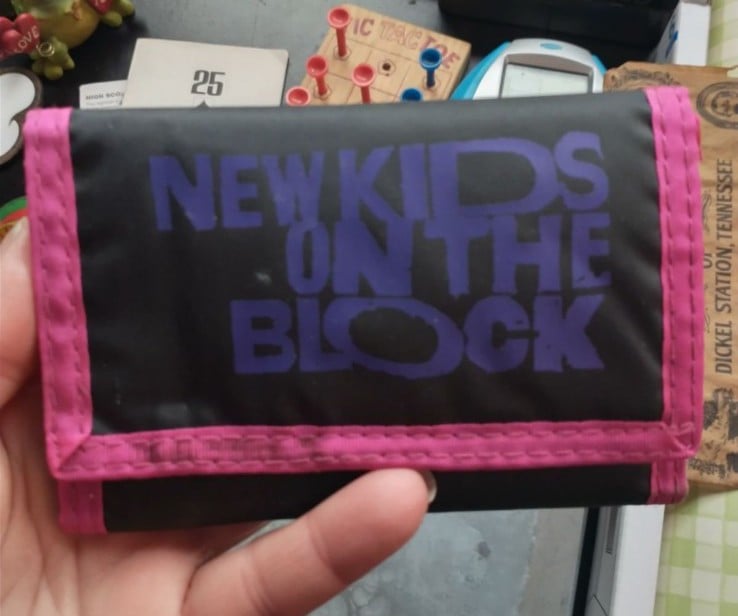 25
TIC TAC TOE
NEW KIDS
ON THE
BLOCK
DICKEL STATION, TENNESSEE